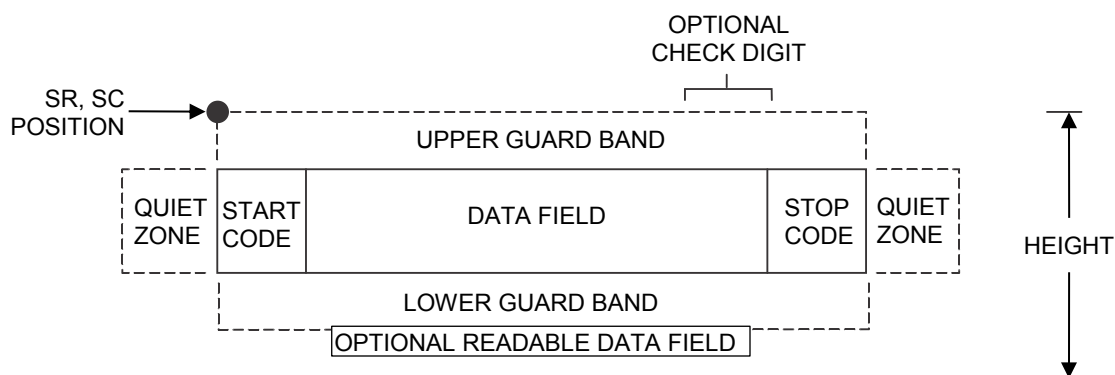 OPTIONAL
CHECK DIGIT
SR, SC
POSITION
UPPER GUARD BAND
QUIET
ZONE
START
CODE
DATA FIELD
STOP
CODE
QUIET
ZONE
HEIGHT
LOWER GUARD BAND
OPTIONAL READABLE DATA FIELD